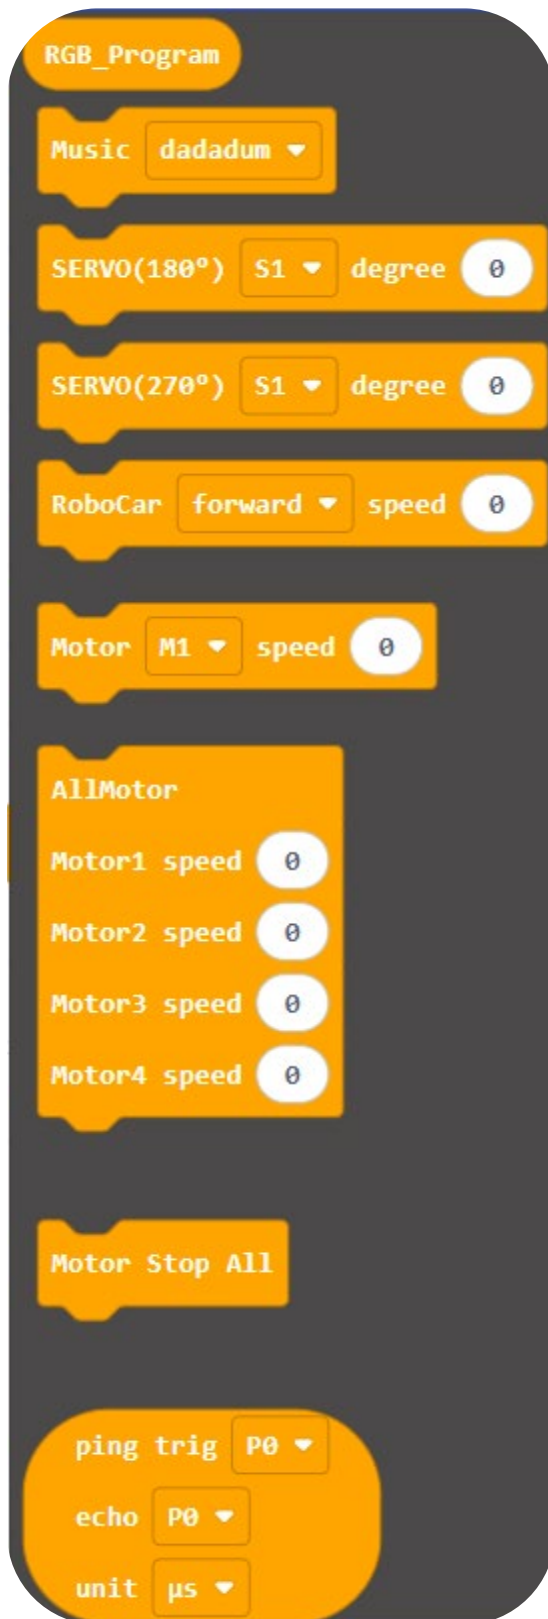 RGB_Program
Music dadadum
SERVO(180º) S1 degree 0
SERVO(270º) S1 degree 0
RoboCar forward speed 0
Motor M1 speed 0
AllMotor
Motor1 speed 0
Motor2 speed 0
Motor3 speed 0
Motor4 speed 0
Motor Stop All
ping trig P0
echo P0
unit μs